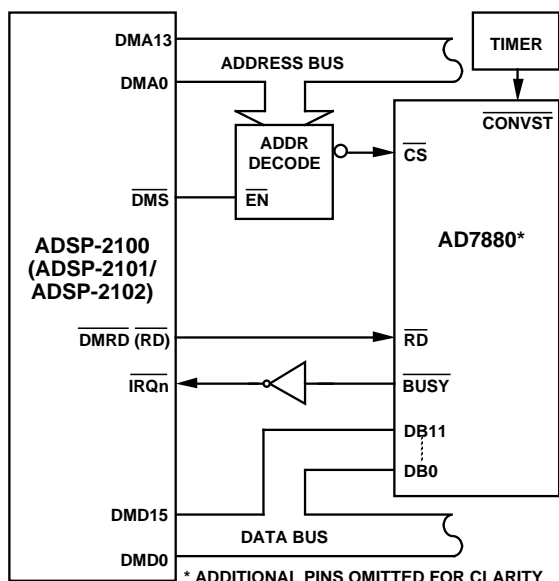 DMA13
TIMER
ADDRESS BUS
DMA0
CONVST
ADDR
DECODE
CS
DMS
EN
ADSP-2100
(ADSP-2101/
ADSP-2102)
AD7880*
DMRD (RD)
RD
IRQn
BUSY
DB11
DB0
DMD15
DATA BUS
DMD0
* ADDITIONAL PINS OMITTED FOR CLARITY